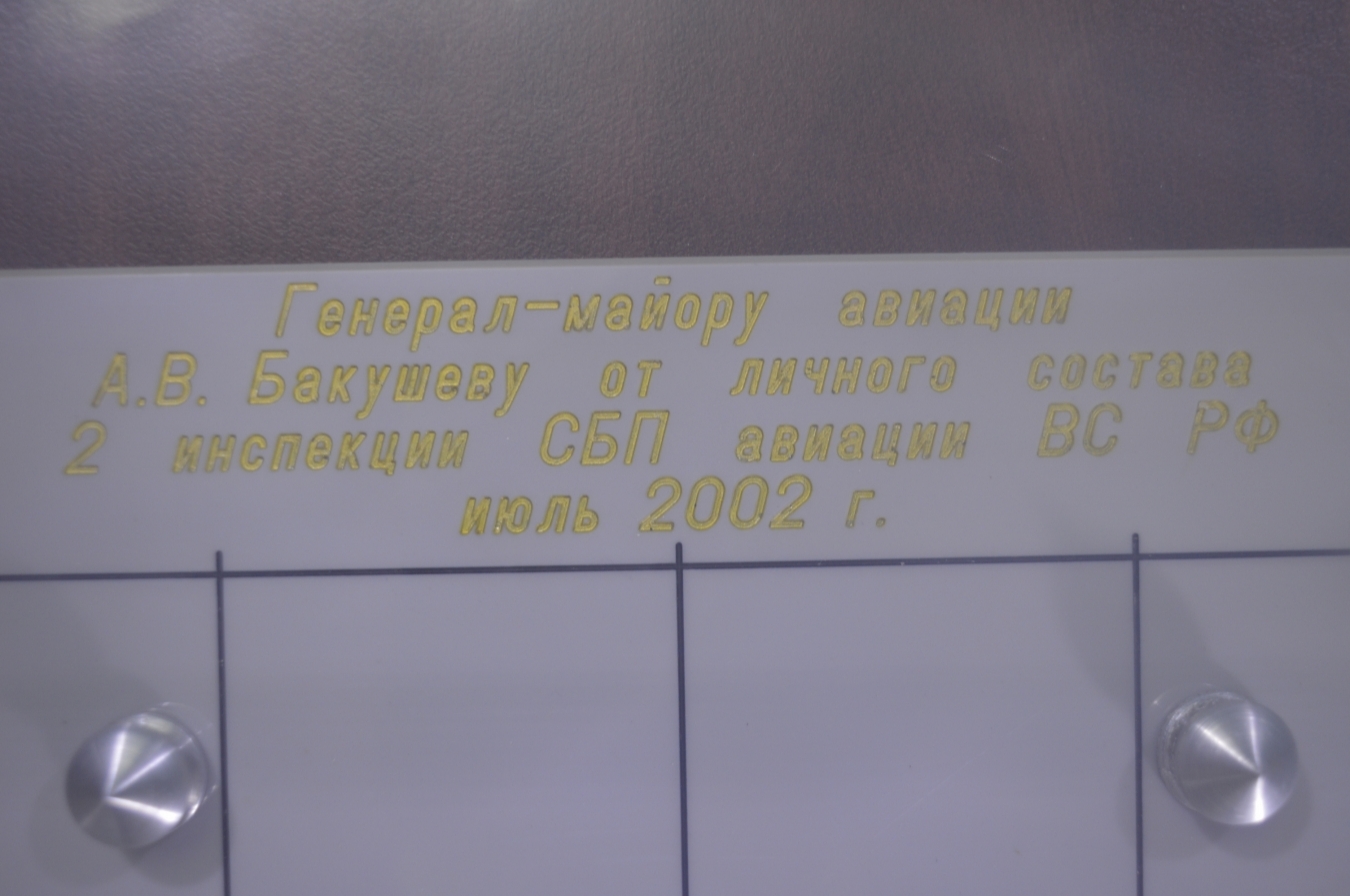 Генерал-майору авиации
А.В. Бакушеву от личного состава
2 инспекции СБП авиации ВС РФ
июль 2002 г.